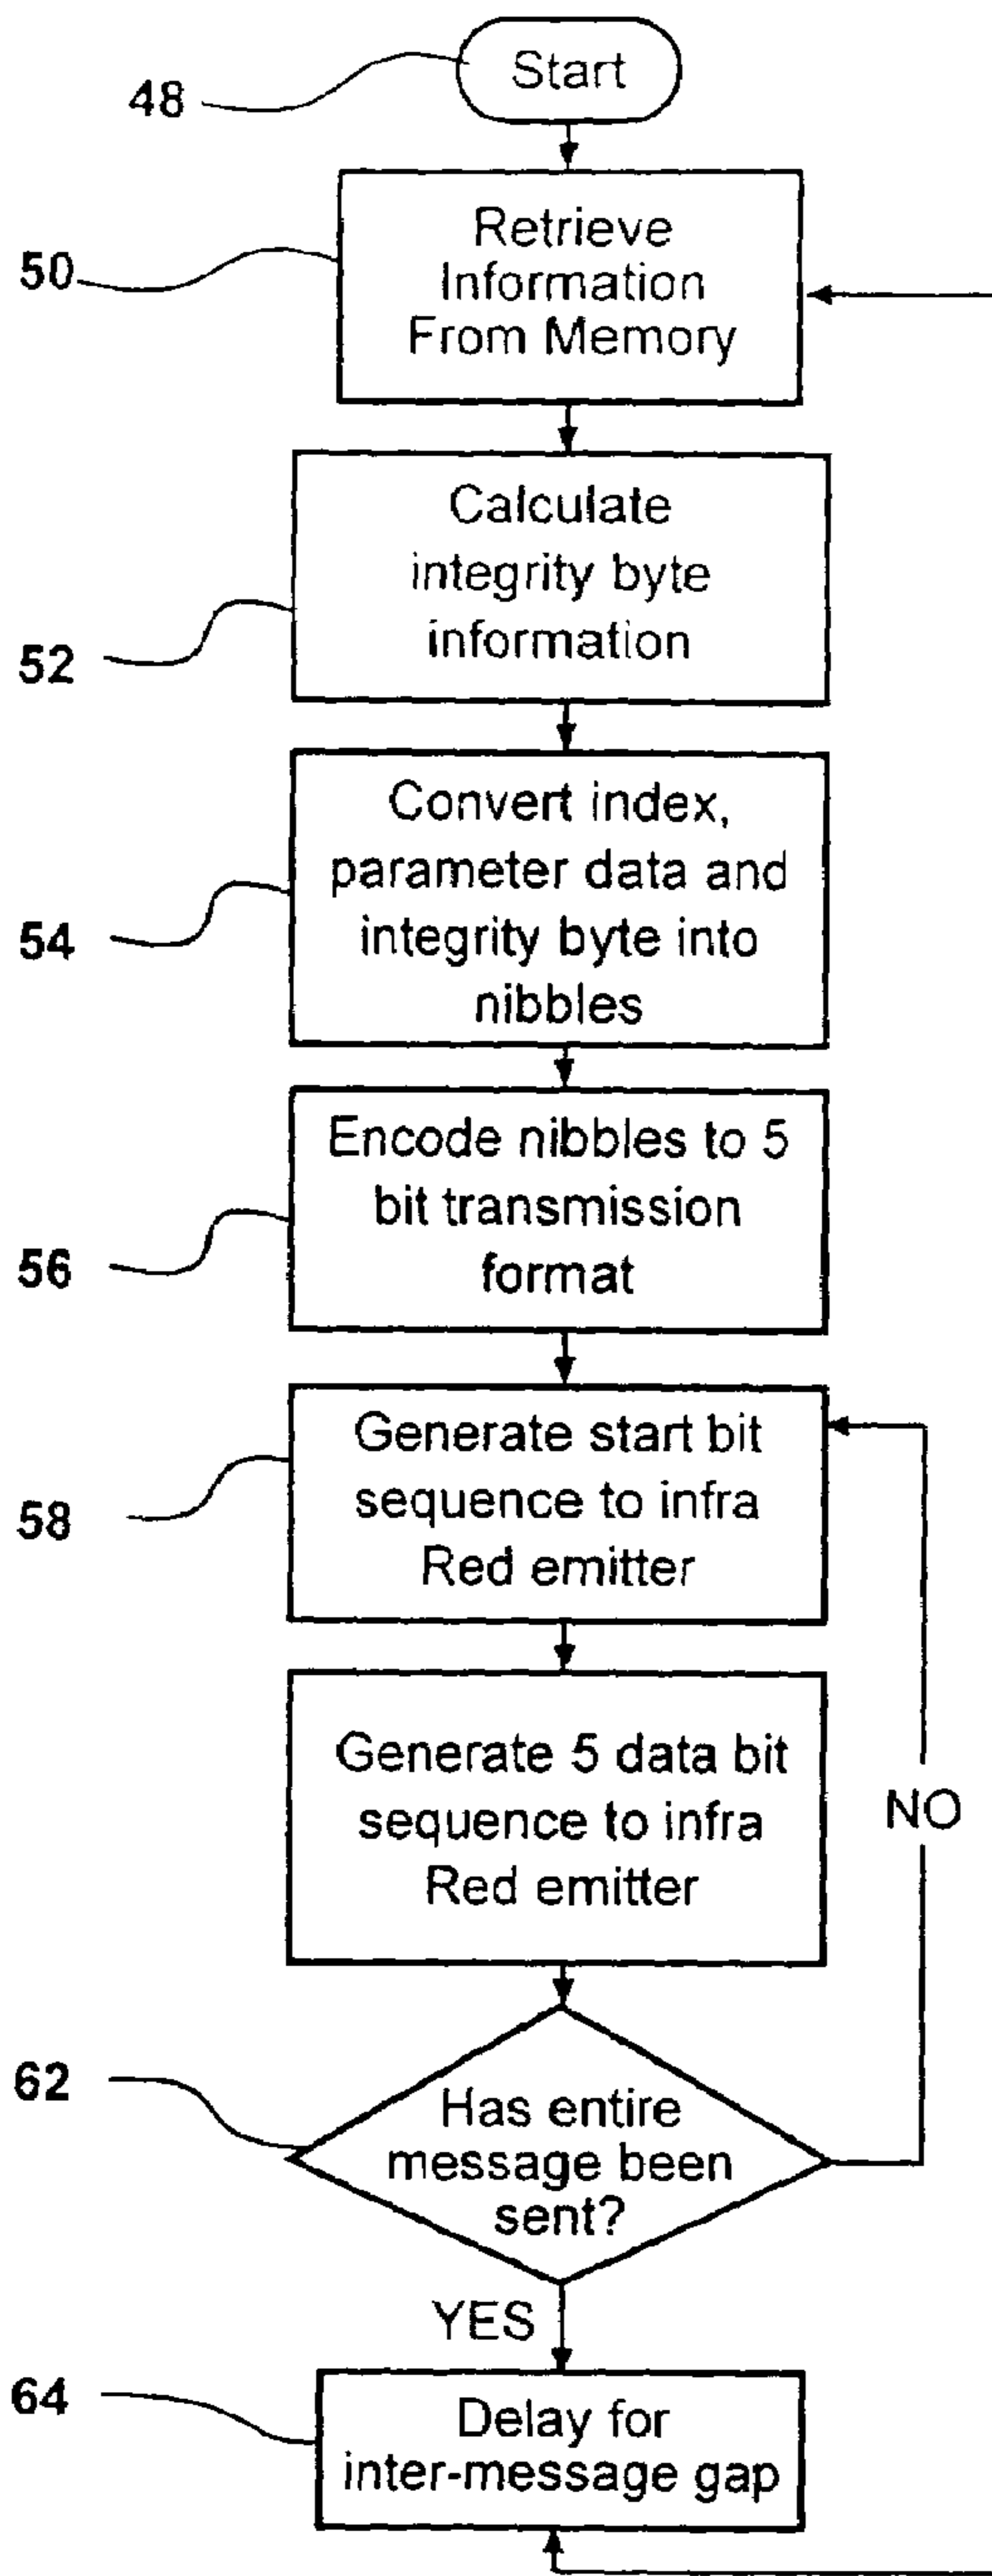 Start
48
Retrieve
Information
From Memory
50
Calculate
integrity byte
information
52
Convert index,
parameter data and
integrity byte into
nibbles
54
Encode nibbles to 5
bit transmission
format
56
Generate start bit
sequence to infra
Red emitter
58
Generate 5 data bit
sequence to infra
Red emitter
NO
62
Has entire
message been
sent?
YES
64
Delay for
inter-message gap